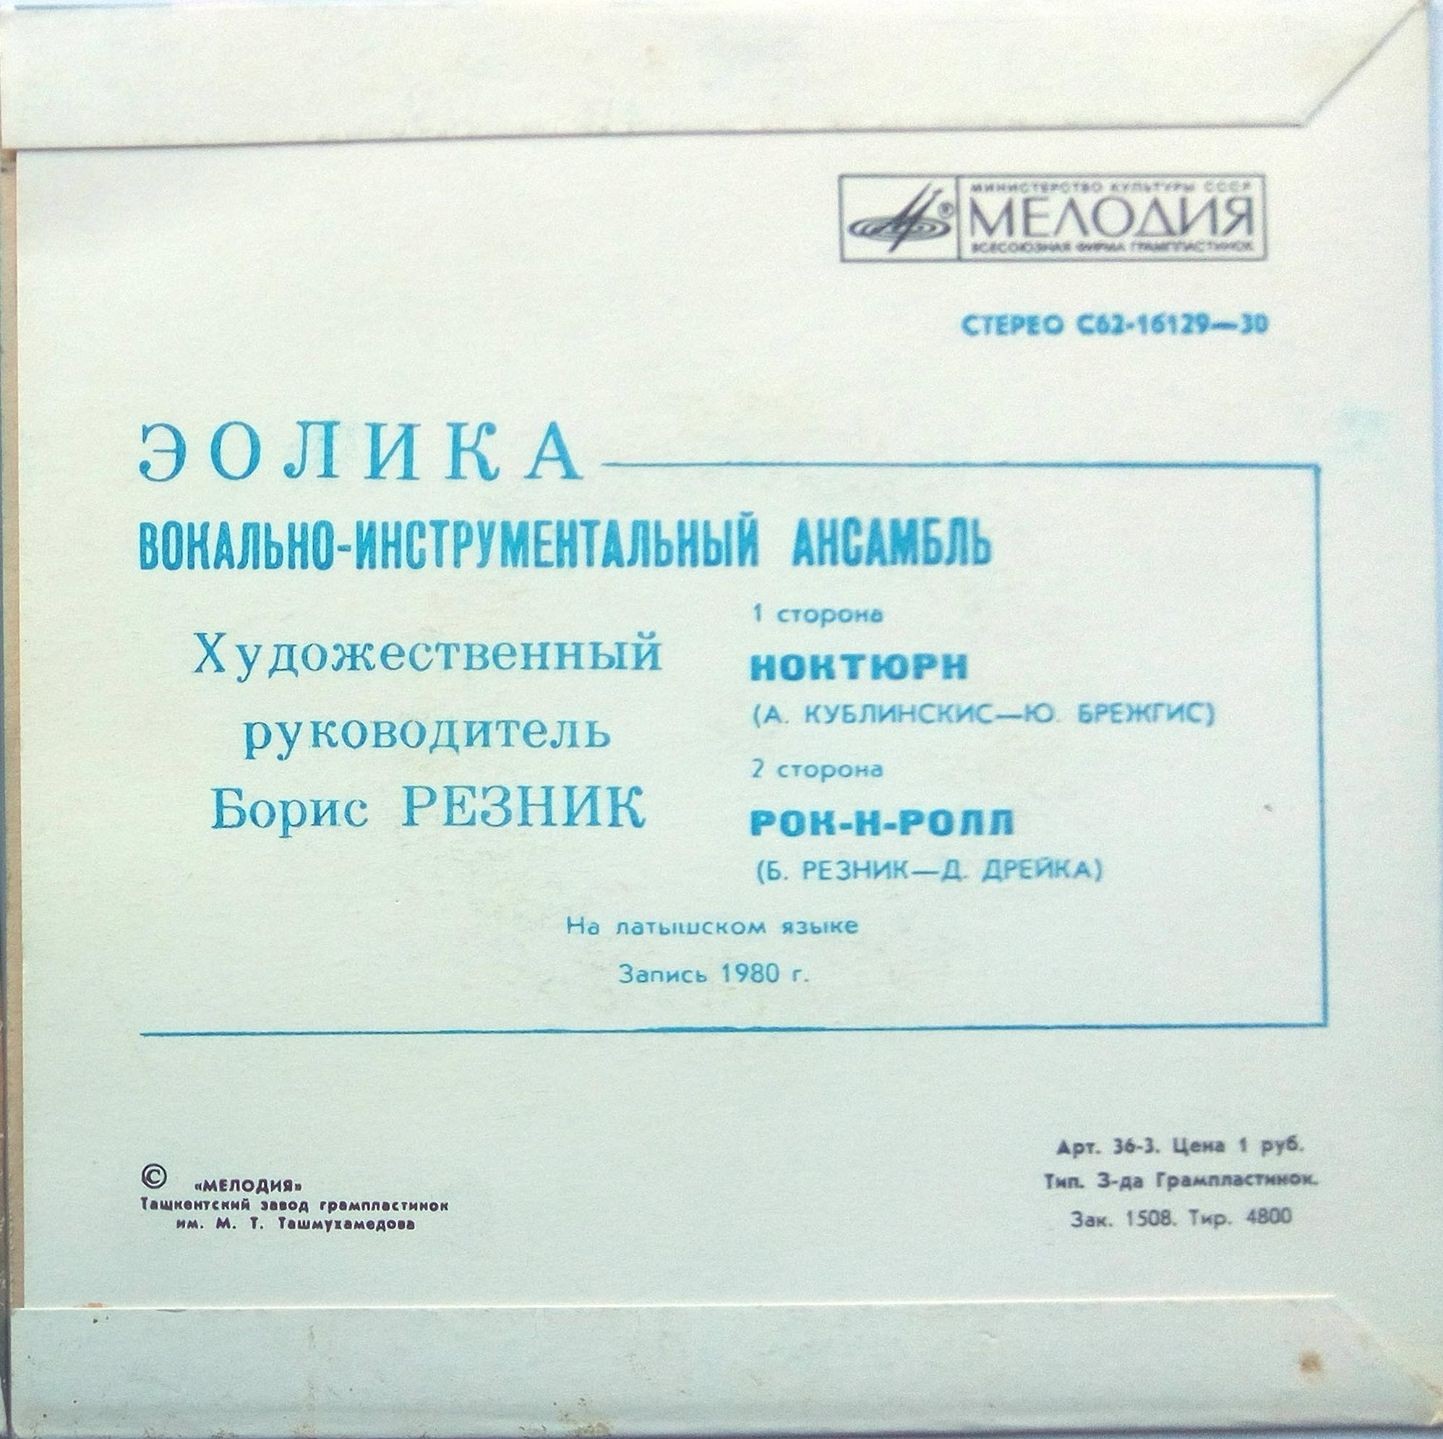 МИНИСТЕРСТВО КУЛЬТУРЫ СССР
МЕЛОДИЯ
ВСЕСОЮЗНАЯ ФИРМА ГРАМПЛАСТИНОК
СТЕРЕО С62-16129—30
ЭОЛИКА
ВОКАЛЬНО-ИНСТРУМЕНТАЛЬНЫЙ АНСАМБЛЬ
Художественный
руководитель
Борис РЕЗНИК
1 сторона
НОКТЮРН
(А. КУБЛИНСКИС—Ю. БРЕЖГИС)
2 сторона
РОК-Н-РОЛЛ
(Б. РЕЗНИК—Д. ДРЕЙКА)
На латышском языке
Запись 1980 г.
© «МЕЛОДИЯ»
Ташкентский завод грампластинок
им. М. Т. Ташмухамедова
Арт. 36-3. Цена 1 руб.
Тип. З-да Грампластинок.
Зак. 1508. Тир. 4800